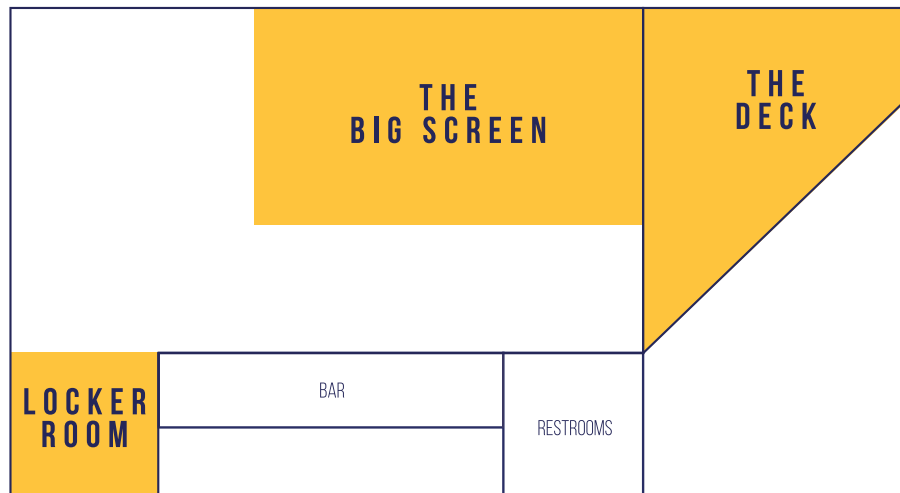 THE
BIG SCREEN
THE
DECK
LOCKER
ROOM
BAR
RESTROOMS